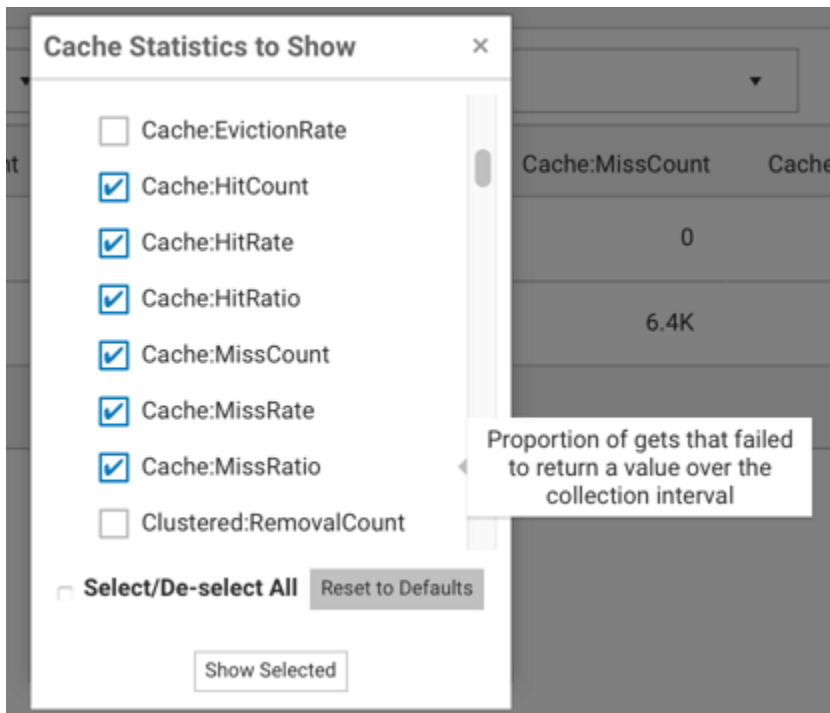 Cache Statistics to Show ×
Cache:EvictionRate
Cache:HitCount
Cache:HitRate
Cache:HitRatio
Cache:MissCount
Cache:MissRate
Cache:MissRatio
Clustered:RemovalCount
Select/De-select All Reset to Defaults
Show Selected
nt
Cache:MissCount Cache
0
6.4K
Proportion of gets that failed
to return a value over the
collection interval